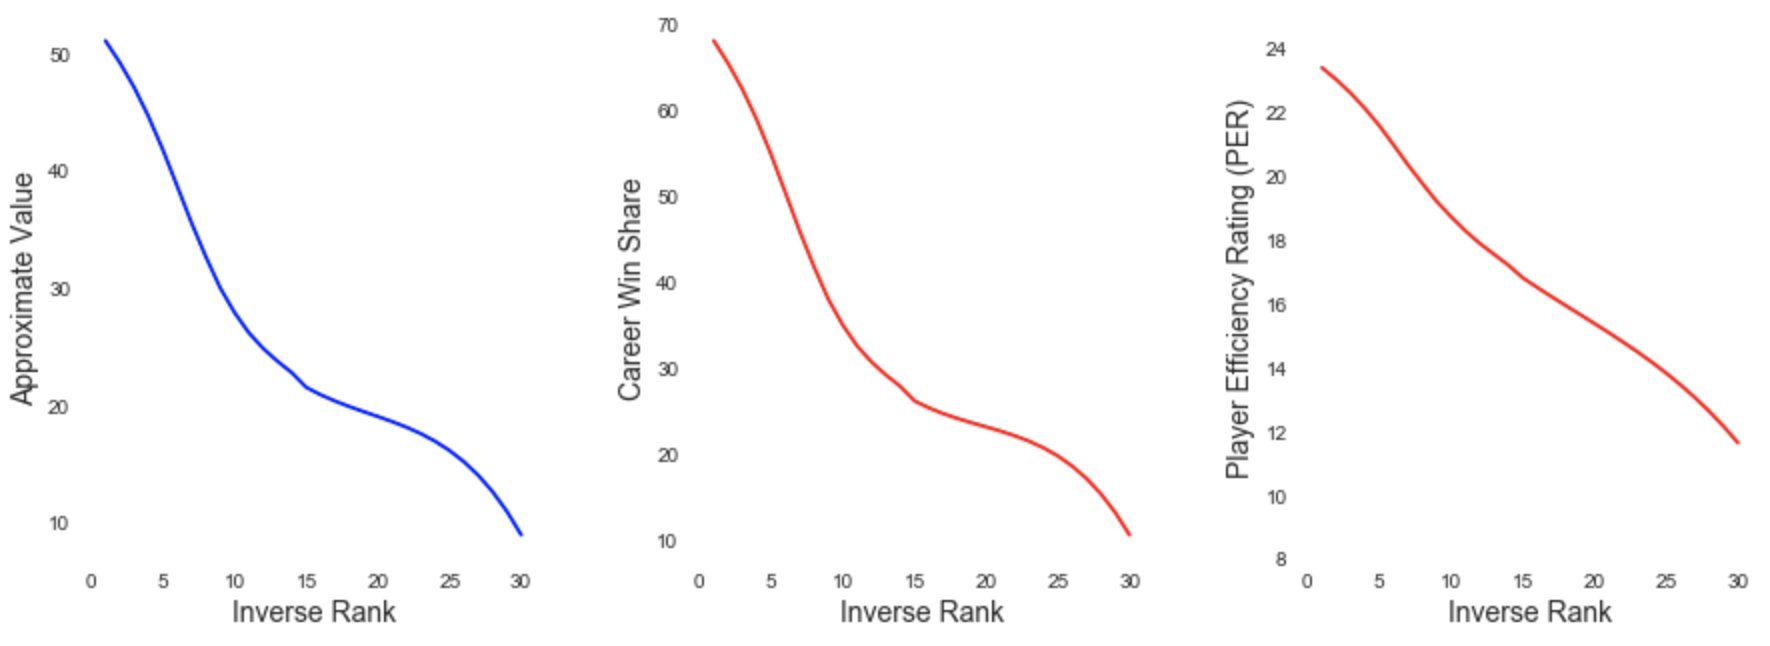 Approximate Value
50
40
30
20
10
0 5 10 15 20 25 30
Inverse Rank
Career Win Share
70
60
50
40
30
20
10
0 5 10 15 20 25 30
Inverse Rank
Player Efficiency Rating (PER)
24
22
20
18
16
14
12
10
8
0 5 10 15 20 25 30
Inverse Rank